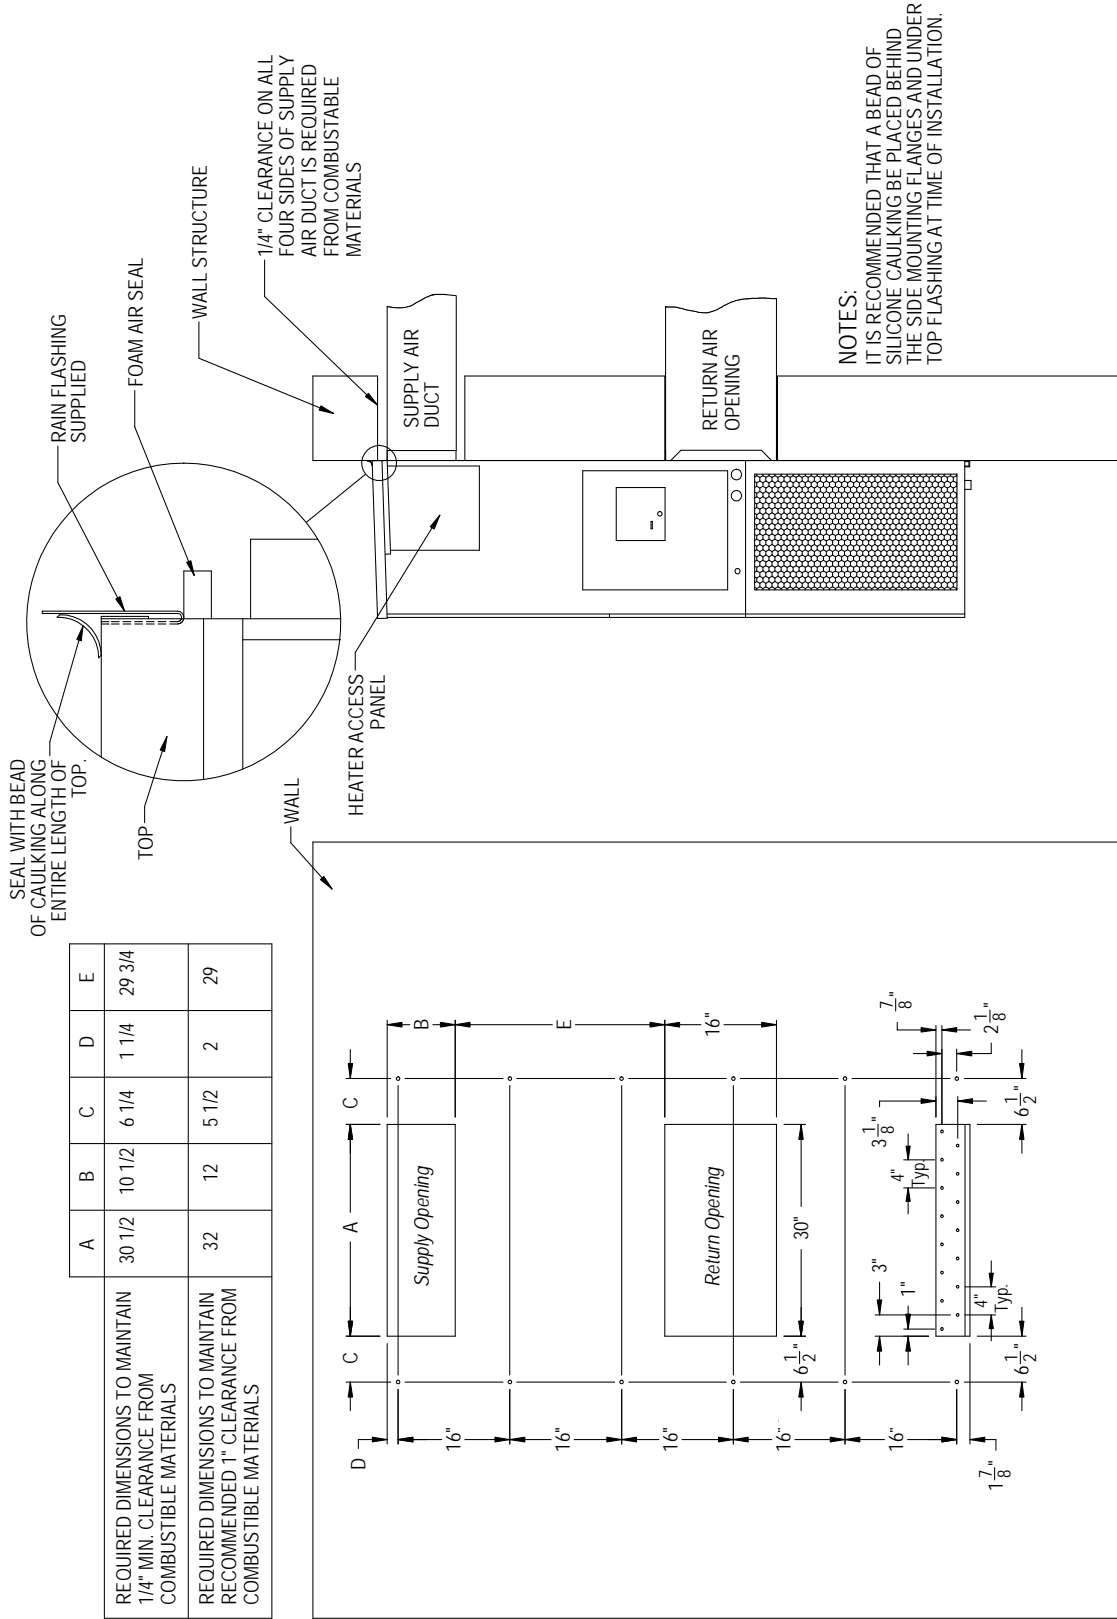 A B C D E
REQUIRED DIMENSIONS TO MAINTAIN
1/4" MIN. CLEARANCE FROM
COMBUSTIBLE MATERIALS
30 1/2 10 1/2 6 1/4 1 1/4 29 3/4
REQUIRED DIMENSIONS TO MAINTAIN
RECOMMENDED 1" CLEARANCE FROM
COMBUSTIBLE MATERIALS
32 12 5 1/2 2 29
SEAL WITH BEAD
OF CAULKING ALONG
ENTIRE LENGTH OF
TOP.
RAIN FLASHING
SUPPLIED
FOAM AIR SEAL
TOP
WALL STRUCTURE
1/4" CLEARANCE ON ALL
FOUR SIDES OF SUPPLY
AIR DUCT IS REQUIRED
FROM COMBUSTABLE
MATERIALS
HEATER ACCESS
PANEL
SUPPLY AIR
DUCT
RETURN AIR
OPENING
WALL
D
C
A
C
B
Supply Opening
E
16"
16"
16"
16"
16"
16"
Return Opening
30"
6 1/2"
3"
1"
4"
Typ.
4"
Typ.
3 1/8"
7/8"
2 1/8"
6 1/2"
6 1/2"
1 7/8"
NOTES:
IT IS RECOMMENDED THAT A BEAD OF
SILICONE CAULKING BE PLACED BEHIND
THE SIDE MOUNTING FLANGES AND UNDER
TOP FLASHING AT TIME OF INSTALLATION.